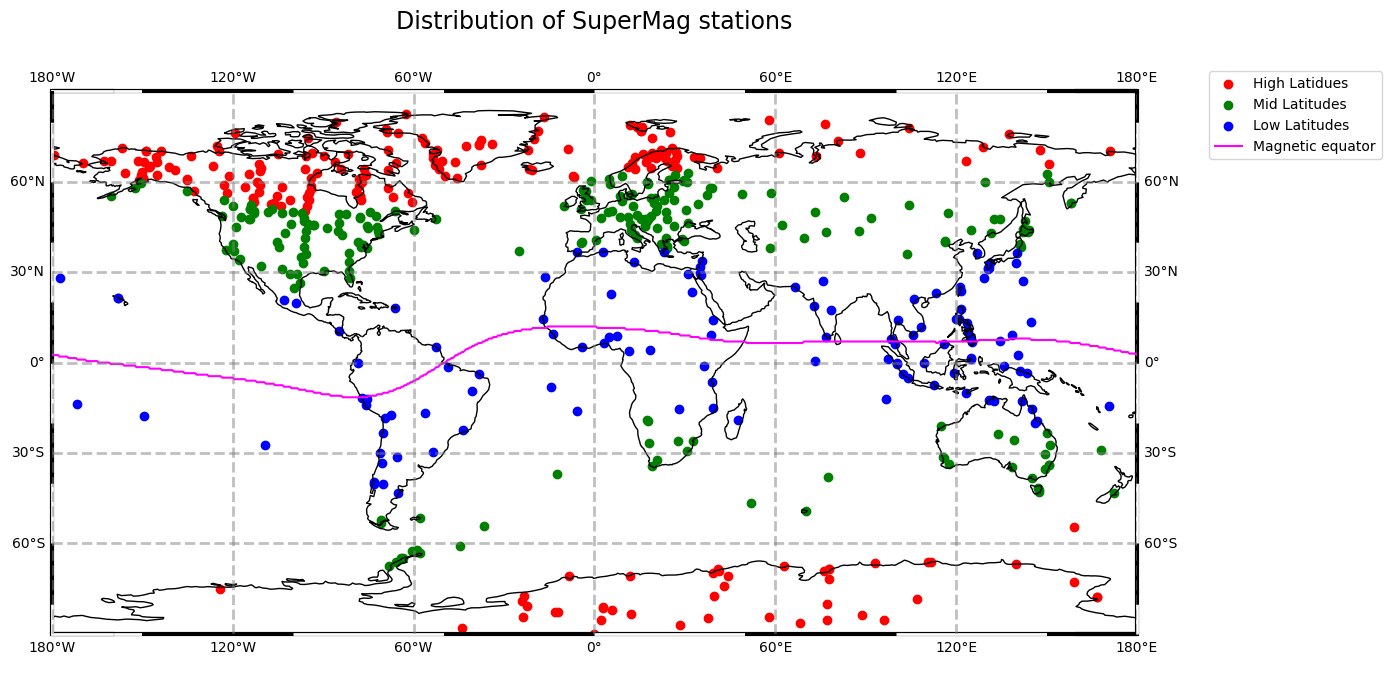 Distribution of SuperMag stations
180°W 120°W 60°W 0° 60°E 120°E 180°E
High Latidues
Mid Latitudes
Low Latitudes
Magnetic equator
60°N 60°N
30°N 30°N
0° 0°
30°S 30°S
60°S 60°S
180°W 120°W 60°W 0° 60°E 120°E 180°E